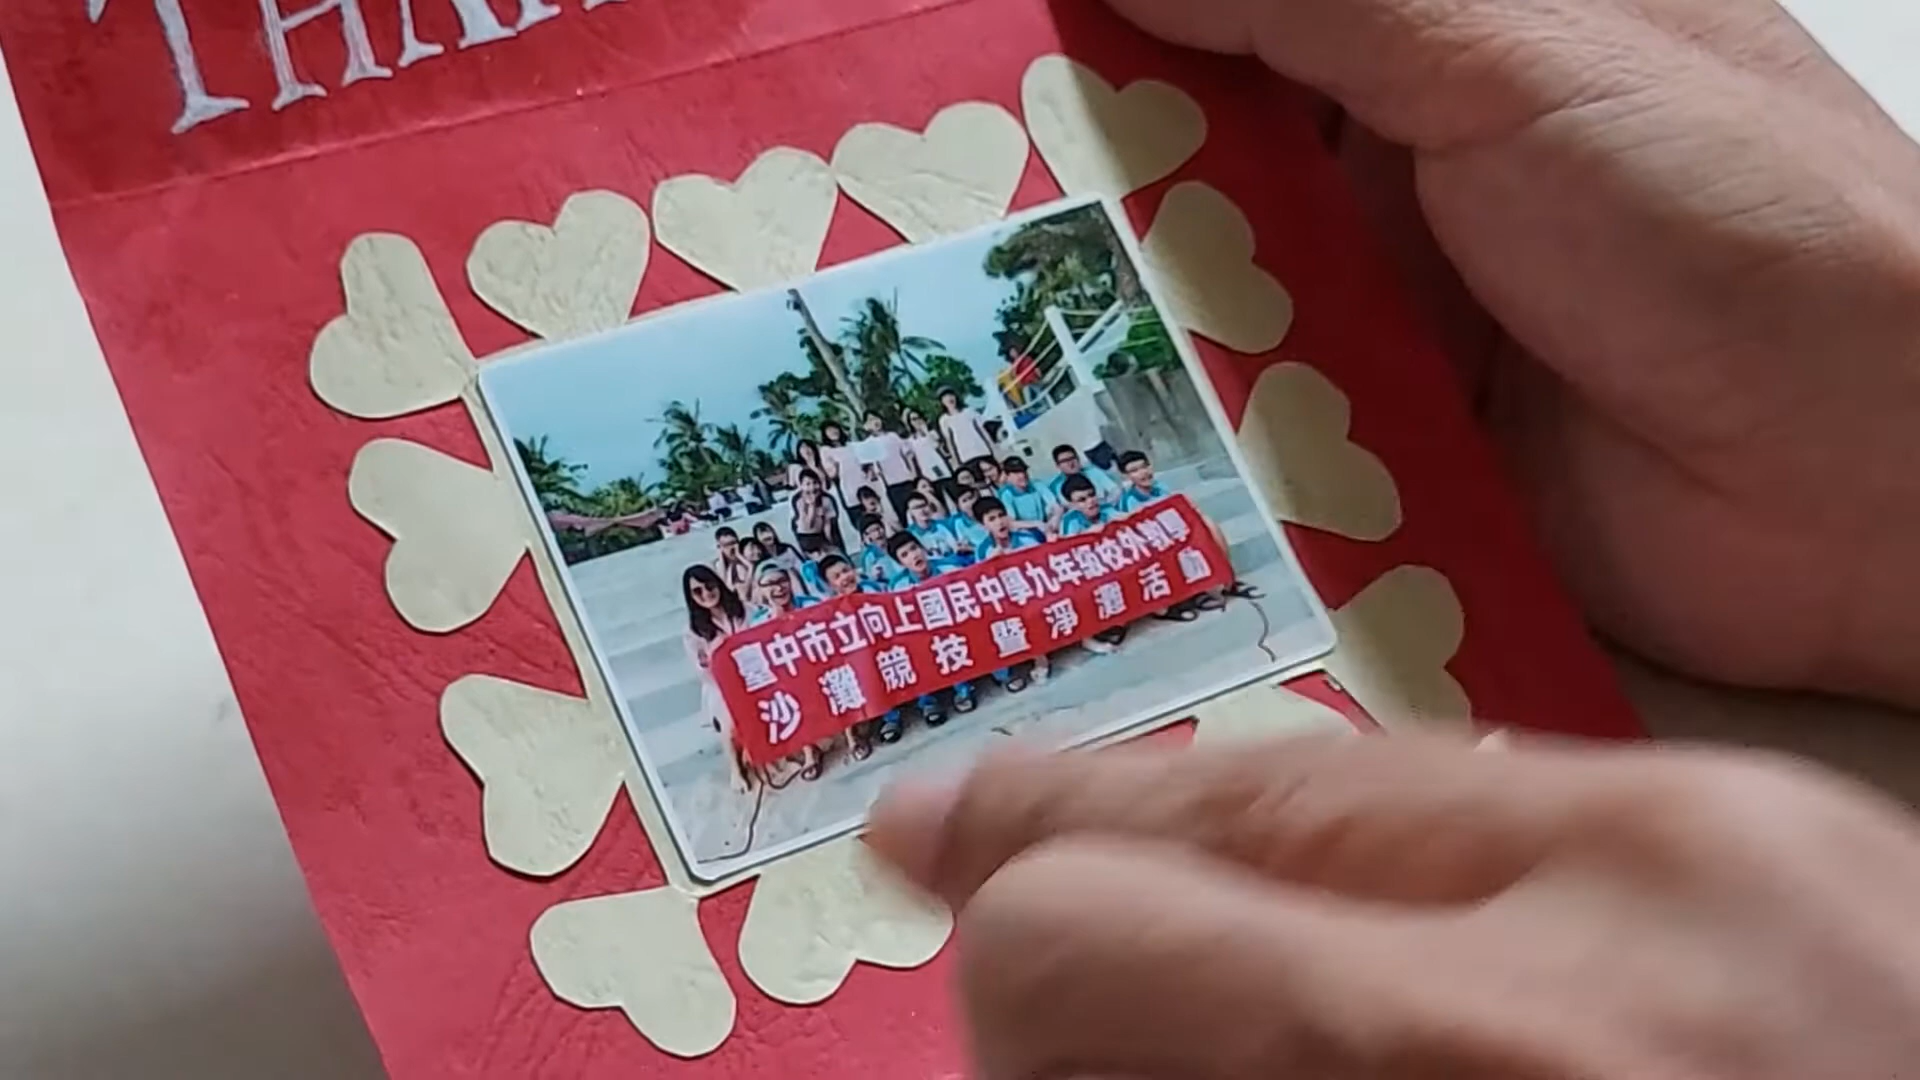 THA
臺中市立向上國民中學九年級校外教學
沙灘競技暨淨灘活動